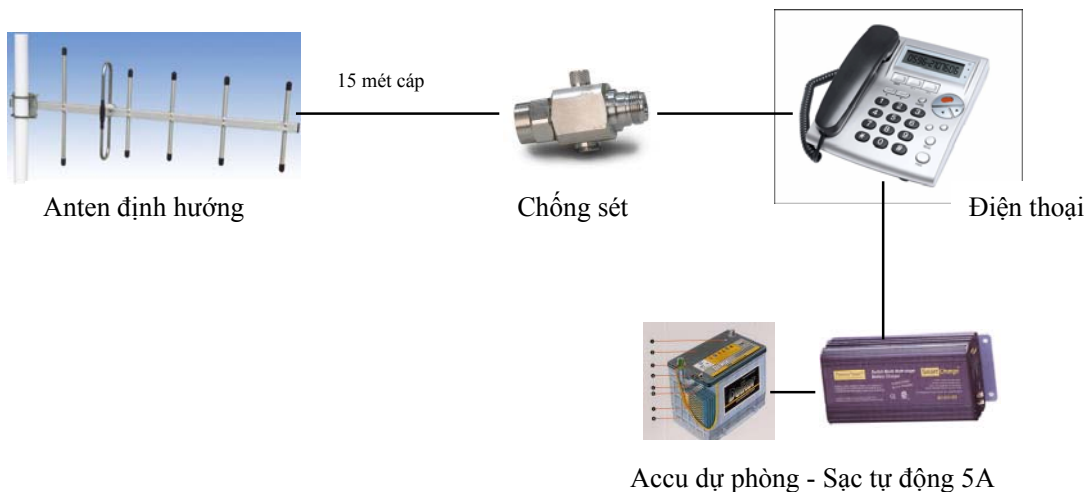 15 mét cáp
Anten định hướng
Chống sét
Điện thoại
Accu dự phòng - Sạc tự động 5A